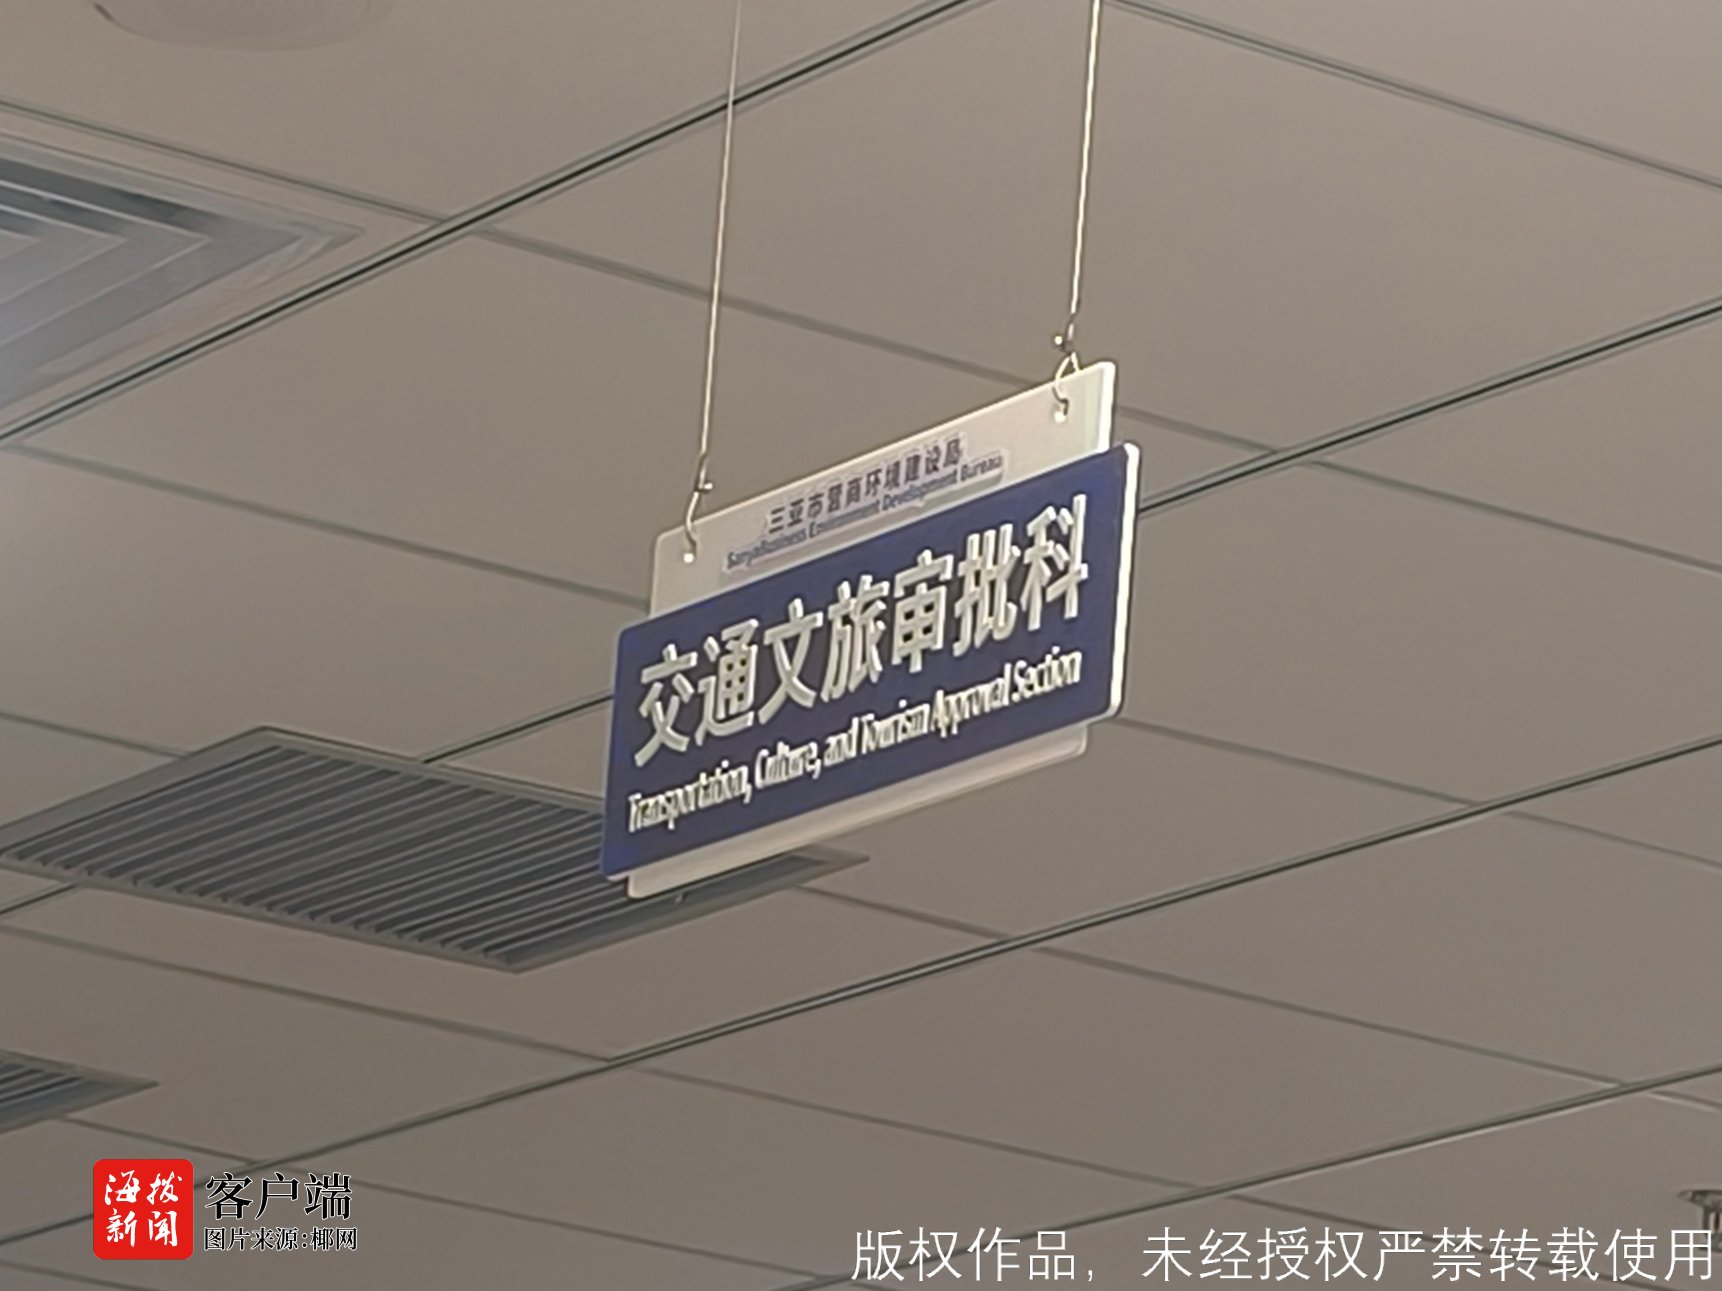 三亚市营商环境建设局
Sanya Business Environment Development Bureau
交通文旅审批科
Transportation, Culture, and Tourism Approval Section
海拔
新闻
客户端
图片来源:椰网
版权作品，未经授权严禁转载使用